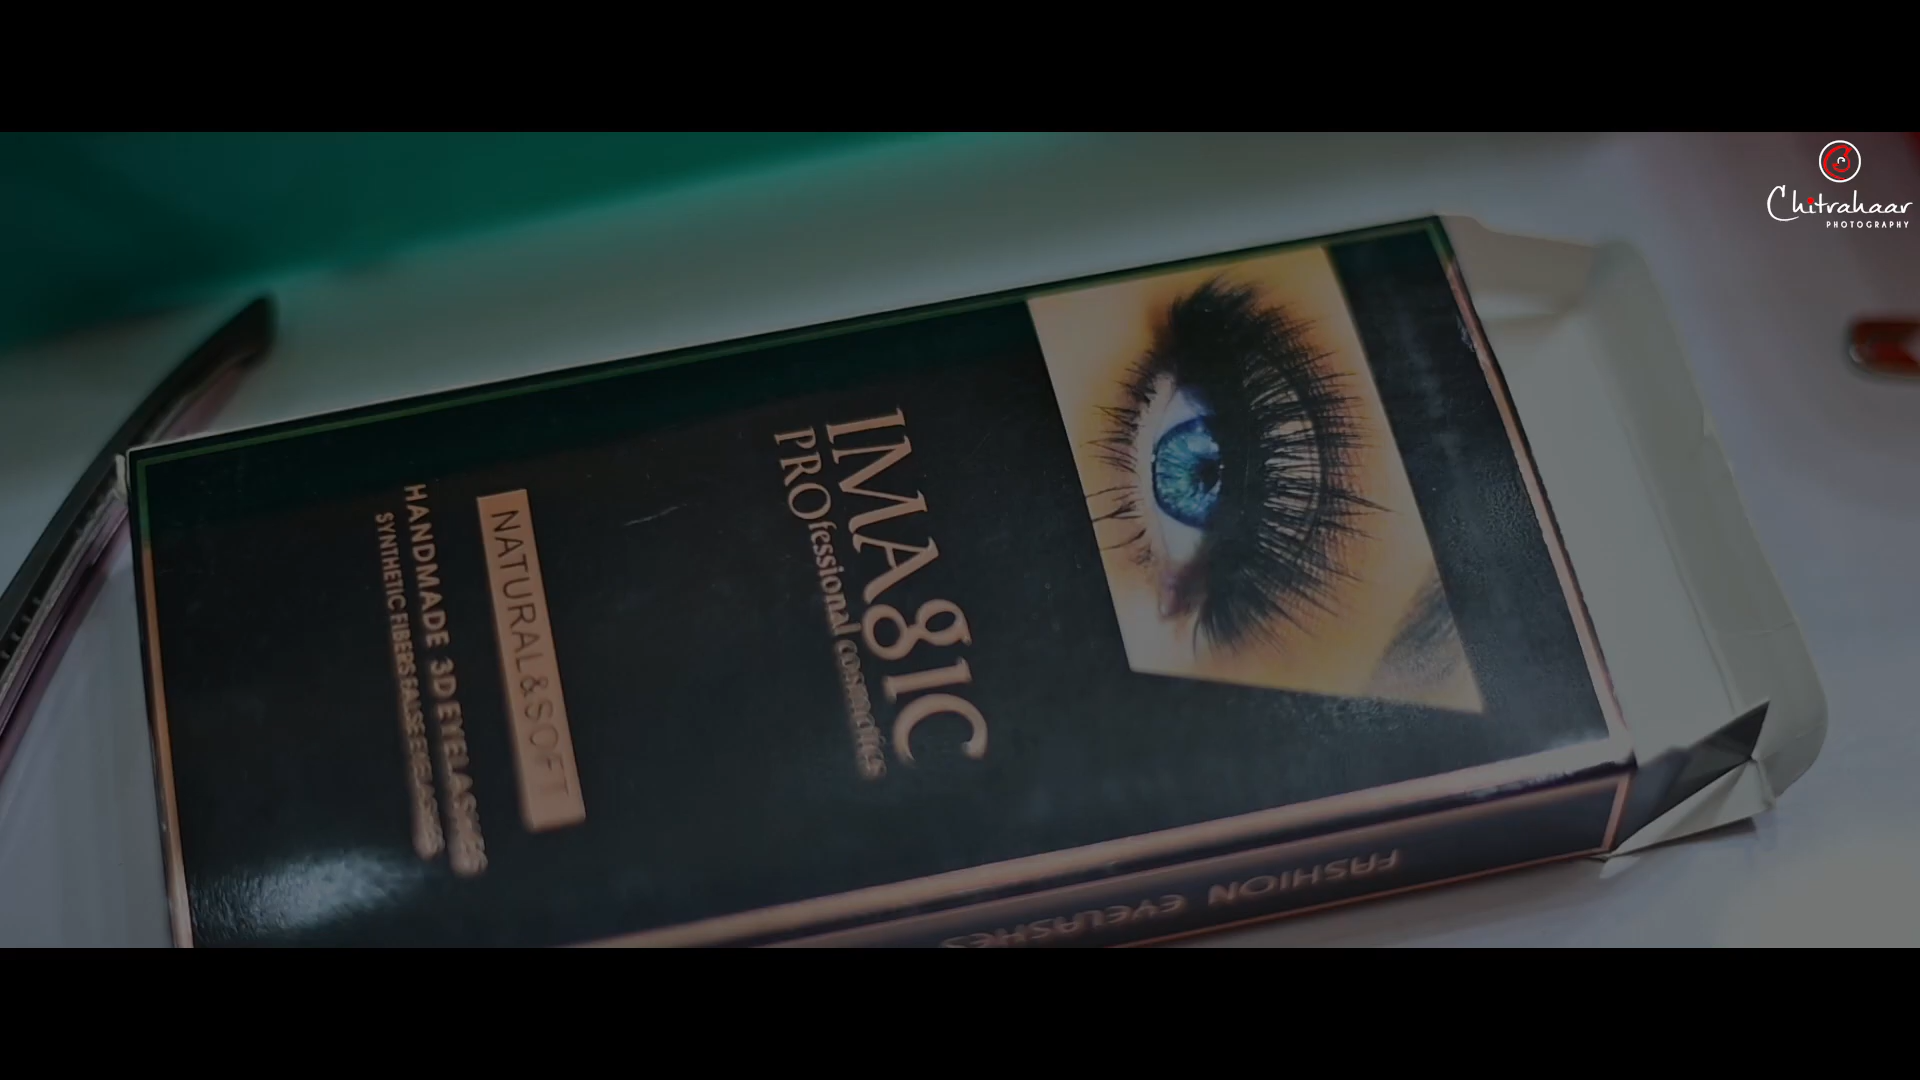 Chitrahaar
PHOTOGRAPHY
IMAgIC
PROfessional cosmetics
NATURAL&SOFT
HANDMADE 3D EYELASHES
SYNTHETIC FIBERS FALSE EYELASHES
FASHION EYELASHES